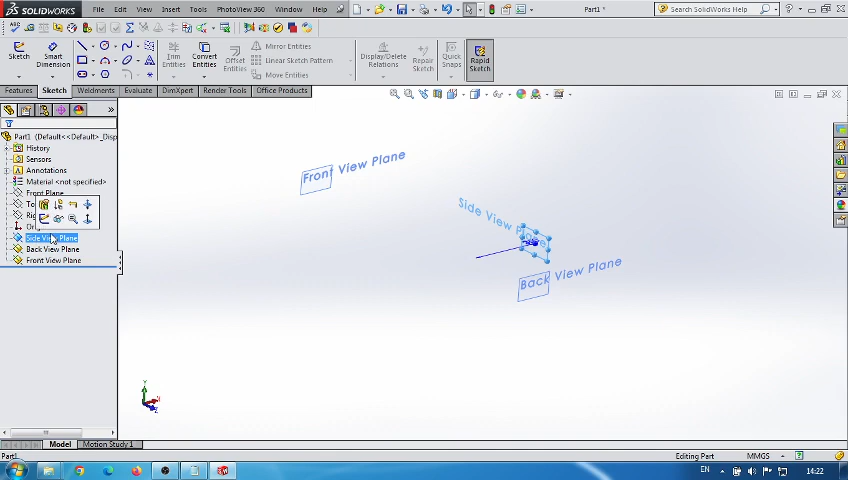 SOLIDWORKS File Edit View Insert Tools PhotoView 360 Window Help Part1 * Search SOLIDWORKS Help
Sketch Smart Dimension Trim Entities Convert Entities Offset Entities Mirror Entities Linear Sketch Pattern Move Entities Display/Delete Relations Repair Sketch Quick Snaps Rapid Sketch
Features Sketch Weldments Evaluate DimXpert Render Tools Office Products
Part1 (Default<<Default>_Disp
History
Sensors
Annotations
Material <not specified>
Front Plane
To
Ri
Ori
Side View Plane
Back View Plane
Front View Plane
Front View Plane
Side View Plane
Back View Plane
Y
X
Z
Model Motion Study 1
Part1 Editing Part MMGS
EN 14:22